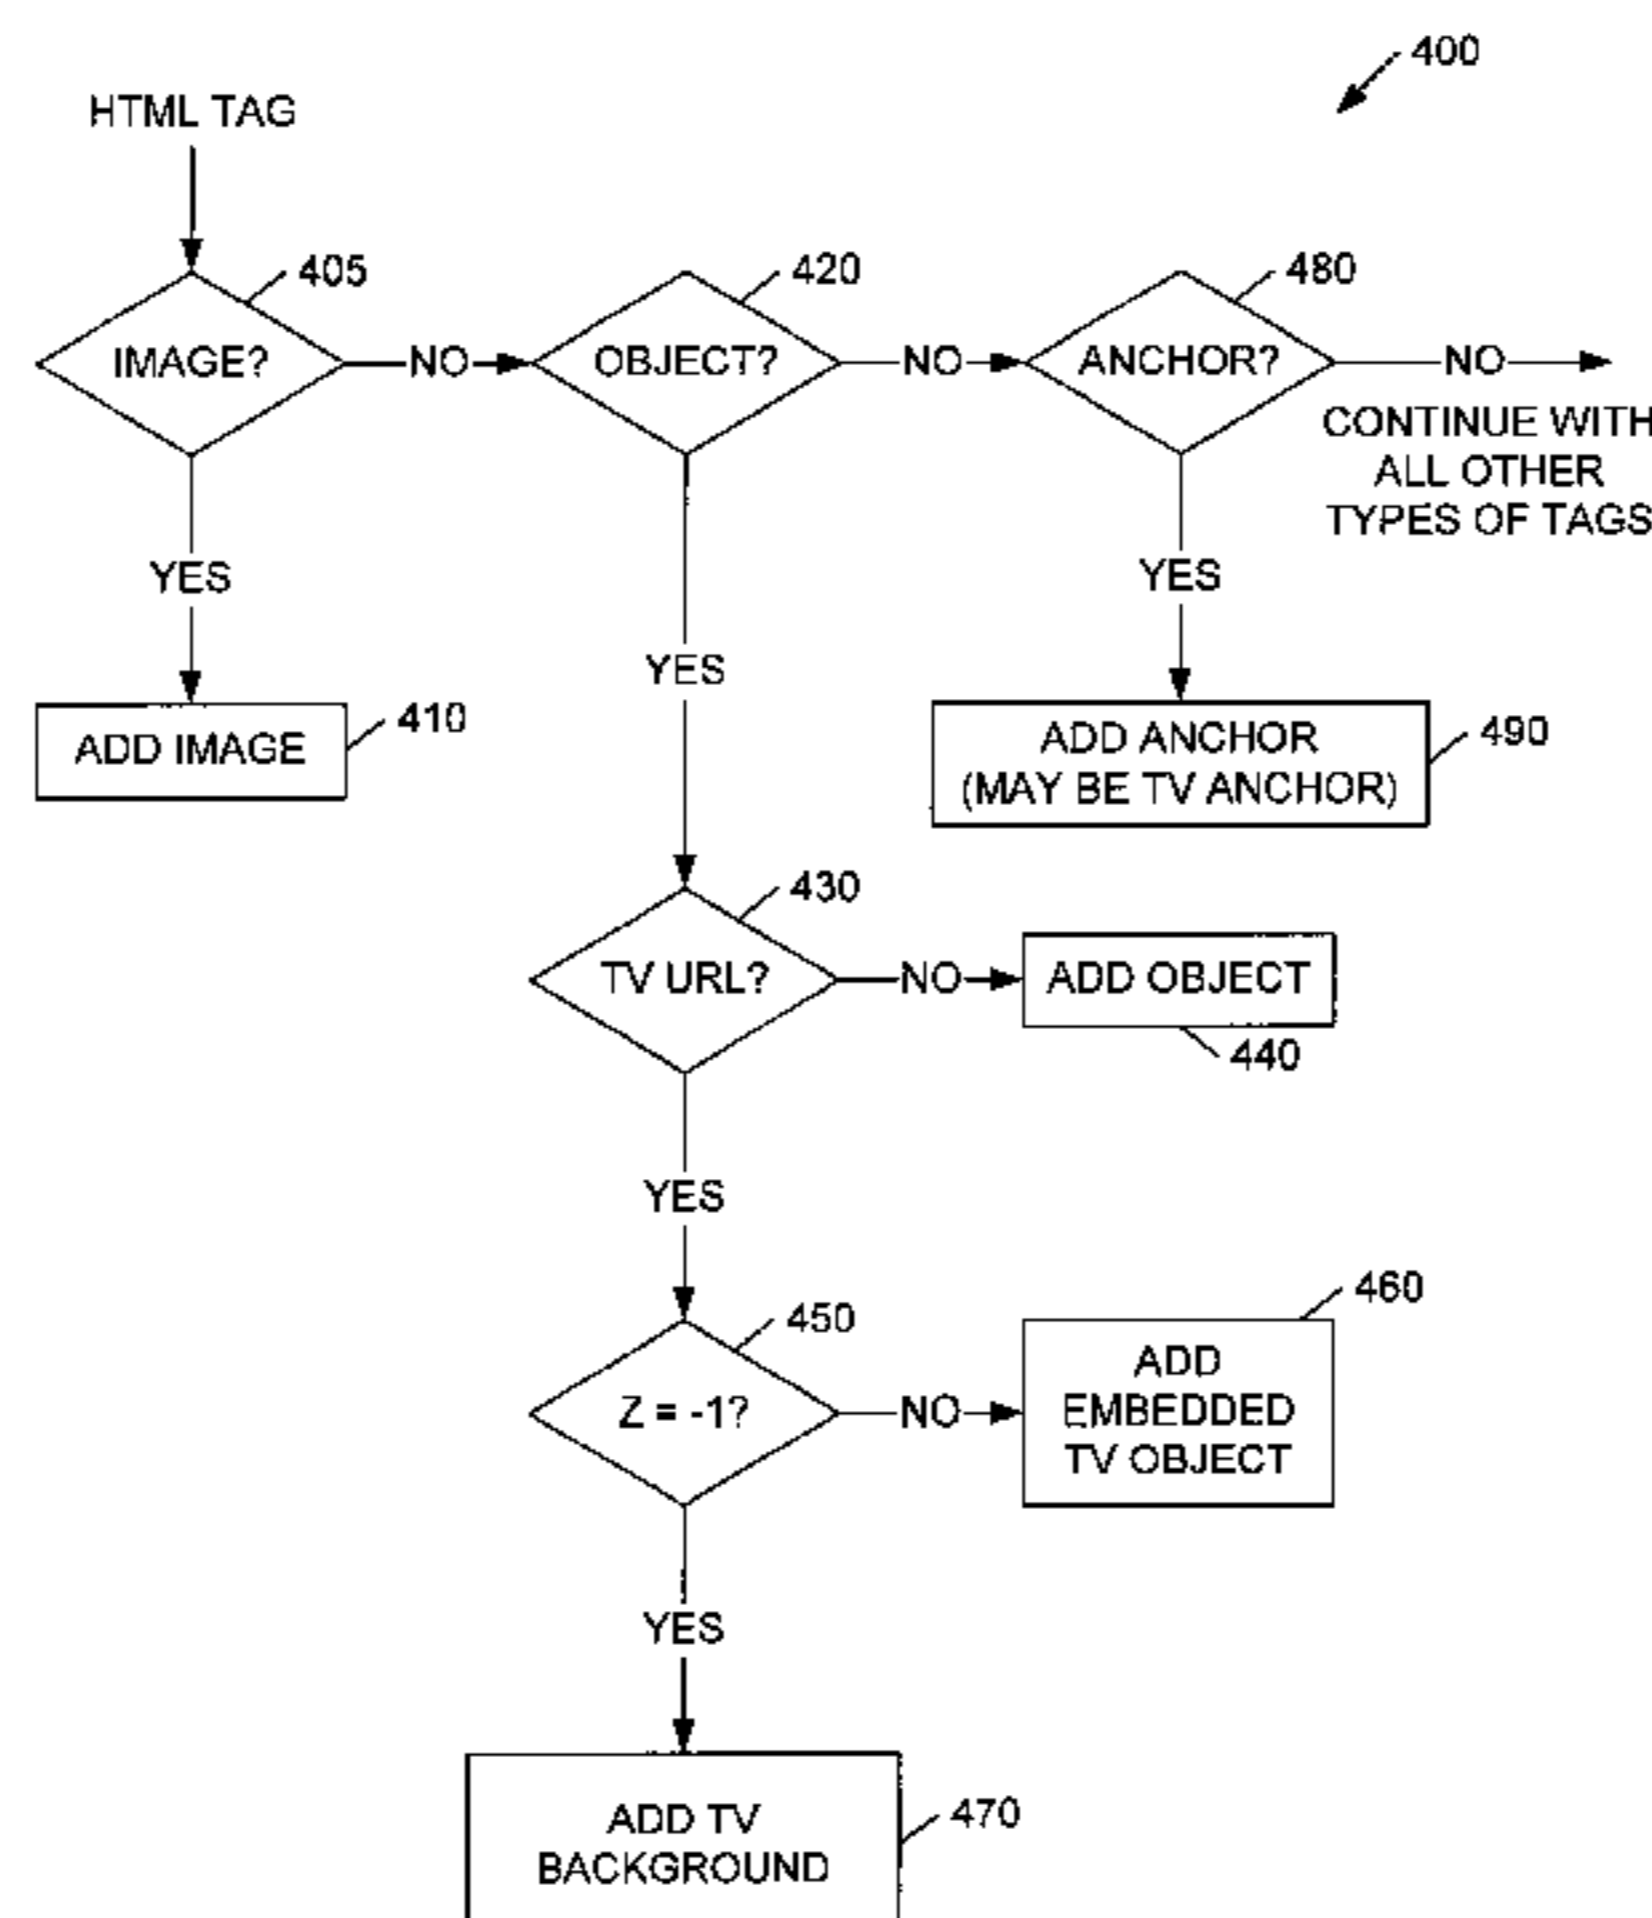 400
HTML TAG
405
420
480
IMAGE?
NO
OBJECT?
NO
ANCHOR?
NO
CONTINUE WITH
ALL OTHER
TYPES OF TAGS
YES
YES
YES
410
ADD IMAGE
490
ADD ANCHOR
(MAY BE TV ANCHOR)
430
TV URL?
NO
ADD OBJECT
440
YES
460
450
Z = -1?
NO
ADD
EMBEDDED
TV OBJECT
YES
470
ADD TV
BACKGROUND